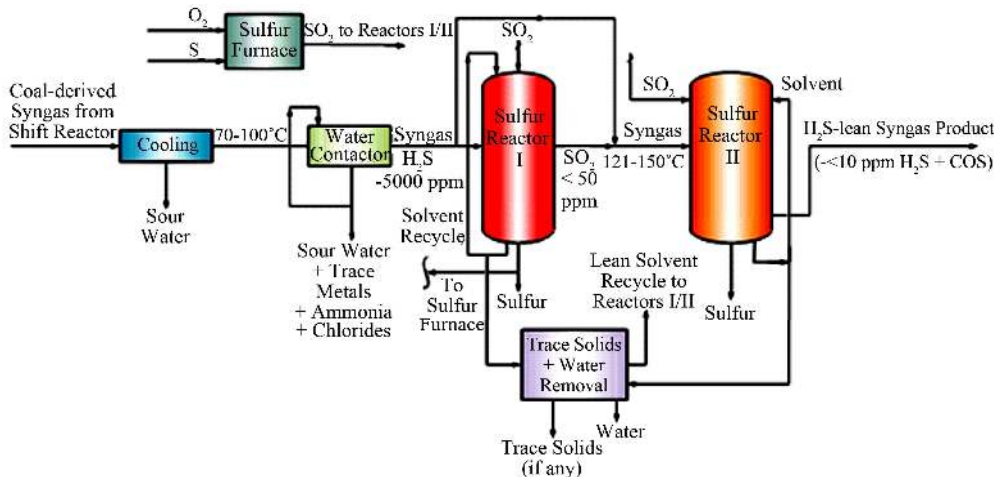 O2
S
Sulfur
Furnace
SO2 to Reactors I/II
Coal-derived
Syngas from
Shift Reactor
Cooling
70-100°C
Sour
Water
Water
Contactor
Sour Water
+ Trace
Metals
+ Ammonia
+ Chlorides
Syngas
H2S
-5000 ppm
SO2
Sulfur
Reactor
I
Solvent
Recycle
To
Sulfur
Furnace
Sulfur
SO2
< 50
ppm
Syngas
121-150°C
SO2
Sulfur
Reactor
II
Solvent
H2S-lean Syngas Product
(-<10 ppm H2S + COS)
Sulfur
Lean Solvent
Recycle to
Reactors I/II
Trace Solids
+ Water
Removal
Water
Trace Solids
(if any)